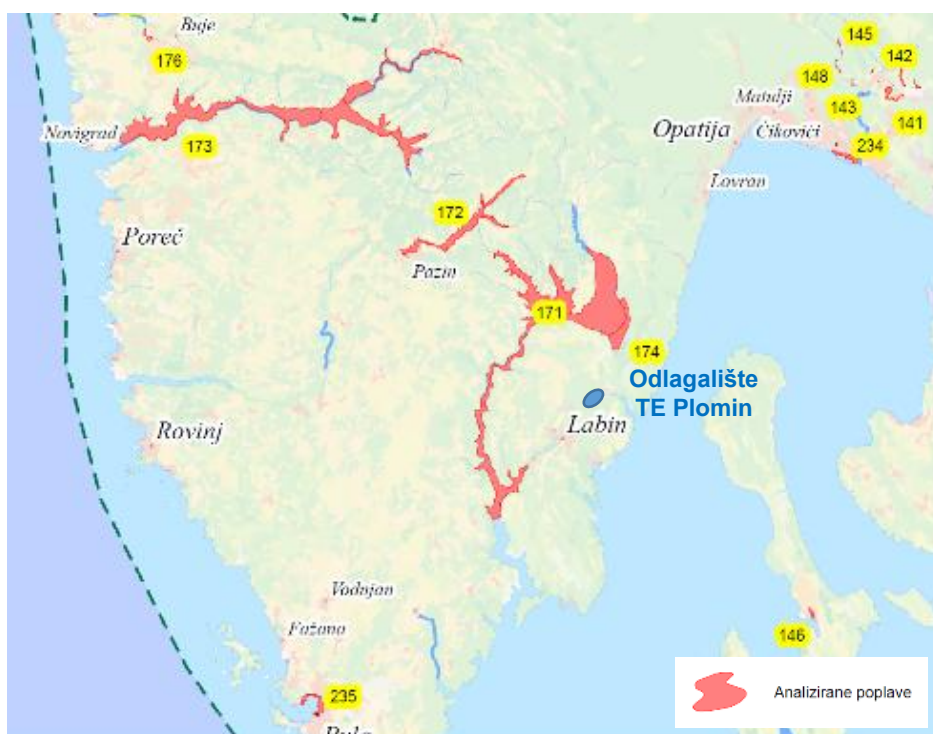 Buje
145
142
176
148
Matulji
143
141
Novigrad
173
Opatija
Čikovići
234
Lovran
172
Poreč
Pazin
171
174
Odlagalište
TE Plomin
Rovinj
Labin
Vodnjan
Fažana
146
235
Pula
Analizirane poplave